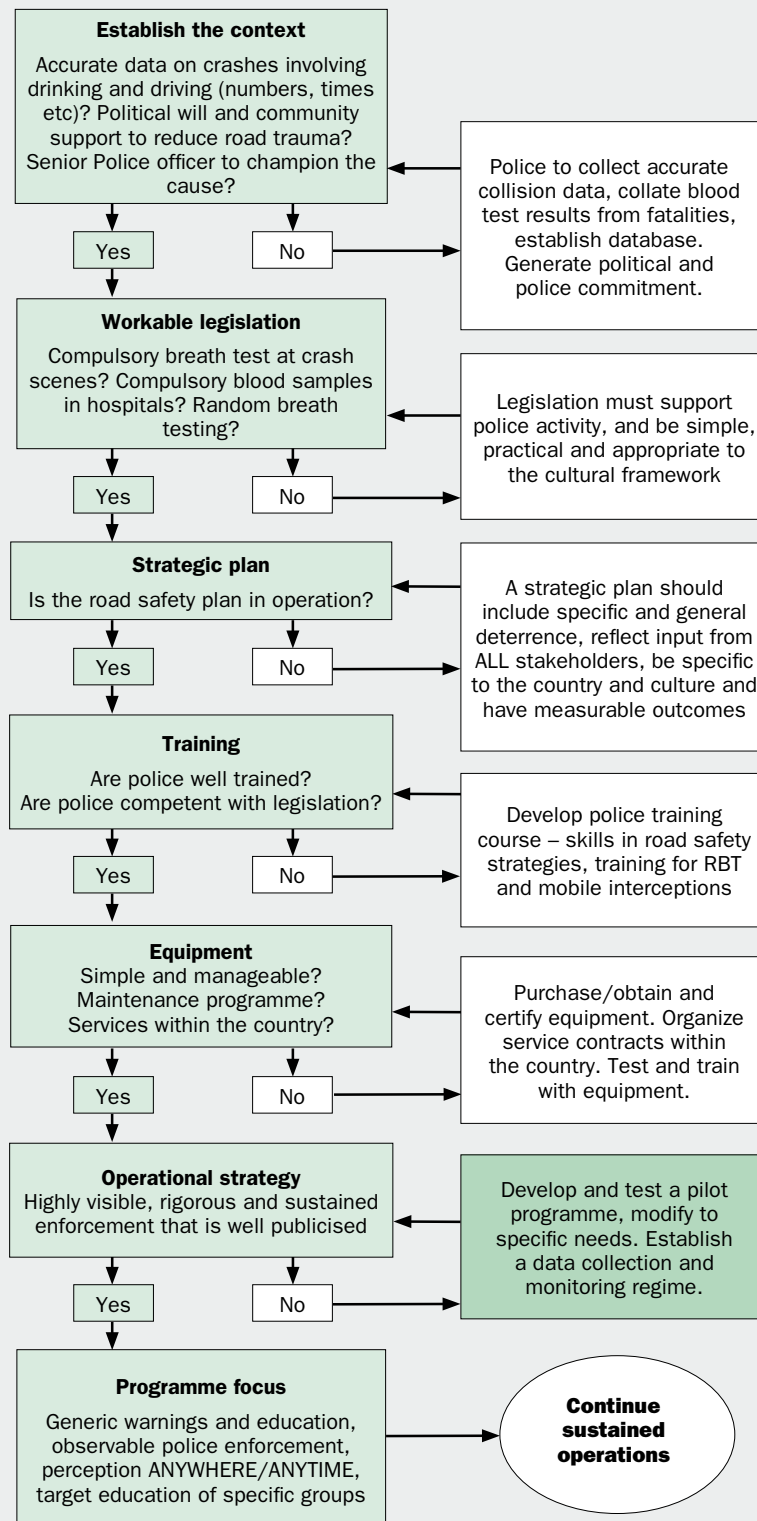 Establish the context
Accurate data on crashes involving
drinking and driving (numbers, times
etc)? Political will and community
support to reduce road trauma?
Senior Police officer to champion the
cause?
Police to collect accurate
collision data, collate blood
test results from fatalities,
establish database.
Generate political and
police commitment.
Yes
No
Workable legislation
Compulsory breath test at crash
scenes? Compulsory blood samples
in hospitals? Random breath
testing?
Legislation must support
police activity, and be simple,
practical and appropriate to
the cultural framework
Yes
No
Strategic plan
Is the road safety plan in operation?
A strategic plan should
include specific and general
deterrence, reflect input from
ALL stakeholders, be specific
to the country and culture and
have measurable outcomes
Yes
No
Training
Are police well trained?
Are police competent with legislation?
Develop police training
course – skills in road safety
strategies, training for RBT
and mobile interceptions
Yes
No
Equipment
Simple and manageable?
Maintenance programme?
Services within the country?
Purchase/obtain and
certify equipment. Organize
service contracts within
the country. Test and train
with equipment.
Yes
No
Operational strategy
Highly visible, rigorous and sustained
enforcement that is well publicised
Develop and test a pilot
programme, modify to
specific needs. Establish
a data collection and
monitoring regime.
Yes
No
Programme focus
Generic warnings and education,
observable police enforcement,
perception ANYWHERE/ANYTIME,
target education of specific groups
Continue
sustained
operations